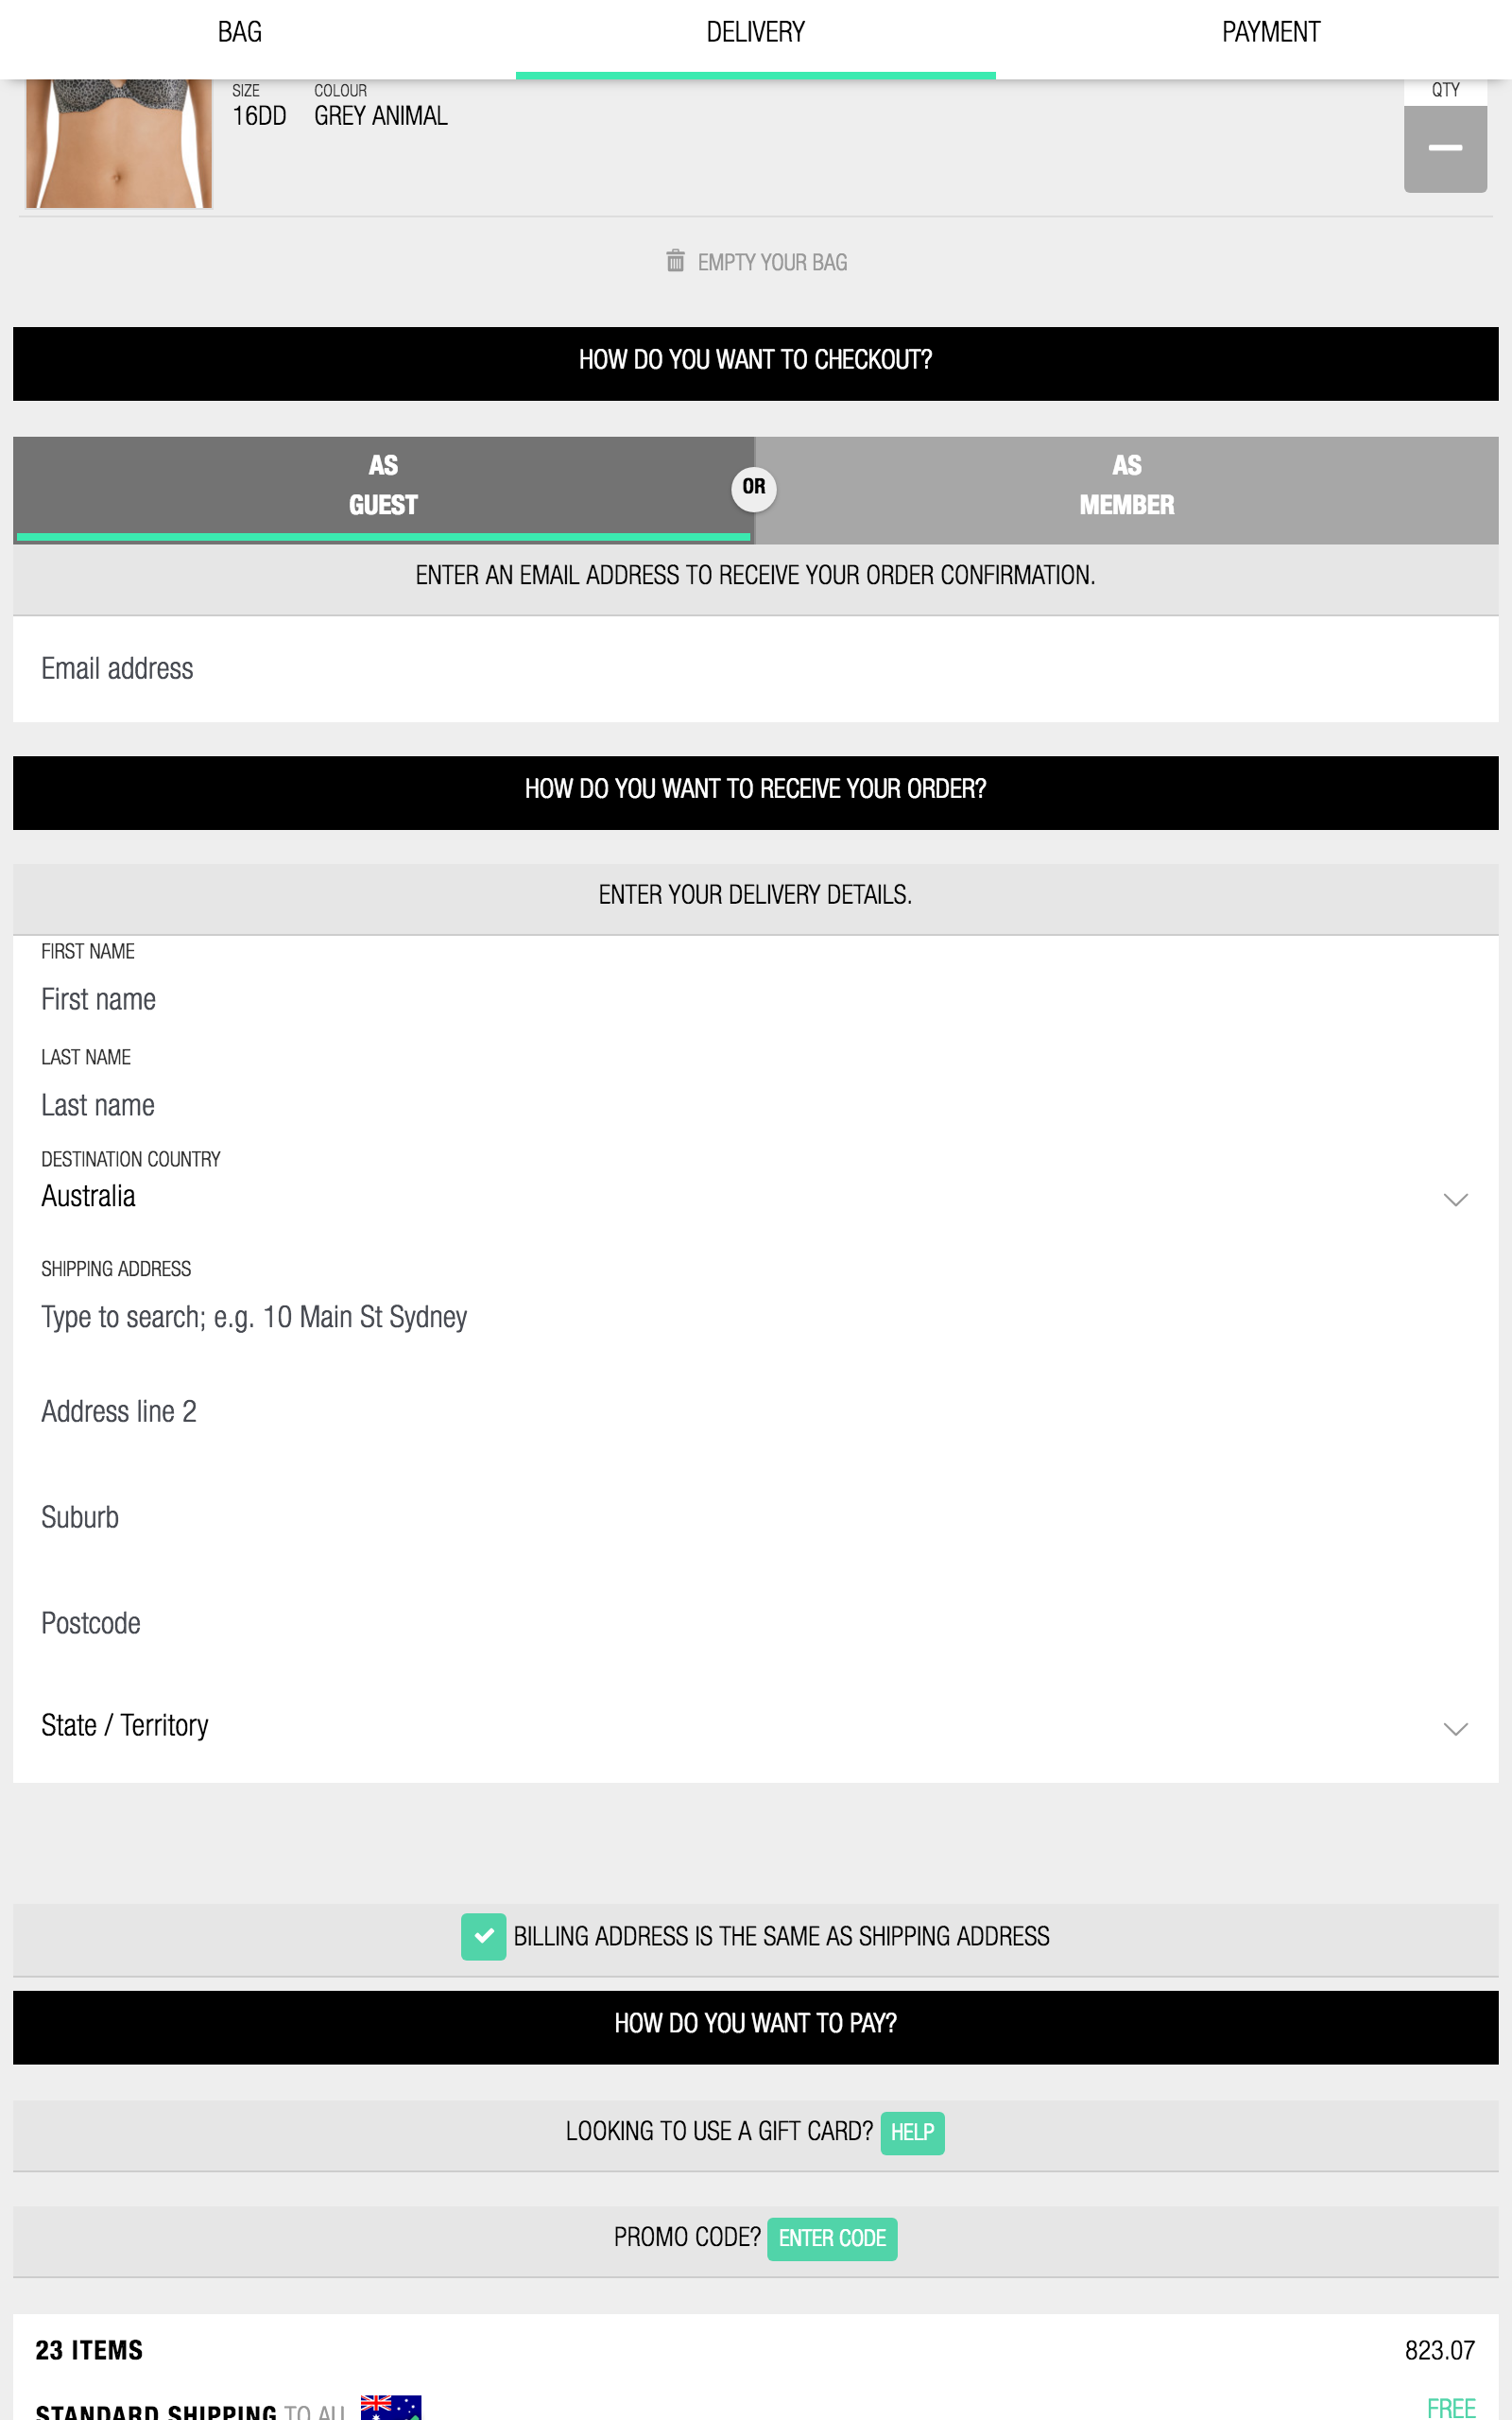 BAG DELIVERY PAYMENT
SIZE COLOUR QTY
16DD GREY ANIMAL
EMPTY YOUR BAG
HOW DO YOU WANT TO CHECKOUT?
AS GUEST
OR
AS MEMBER
ENTER AN EMAIL ADDRESS TO RECEIVE YOUR ORDER CONFIRMATION.
Email address
HOW DO YOU WANT TO RECEIVE YOUR ORDER?
ENTER YOUR DELIVERY DETAILS.
FIRST NAME
First name
LAST NAME
Last name
DESTINATION COUNTRY
Australia
SHIPPING ADDRESS
Type to search; e.g. 10 Main St Sydney
Address line 2
Suburb
Postcode
State / Territory
BILLING ADDRESS IS THE SAME AS SHIPPING ADDRESS
HOW DO YOU WANT TO PAY?
LOOKING TO USE A GIFT CARD? HELP
PROMO CODE? ENTER CODE
23 ITEMS 823.07
STANDARD SHIPPING TO AU FREE